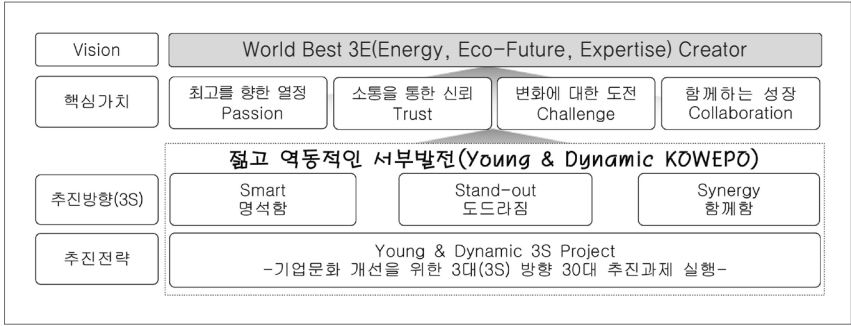 Vision
World Best 3E(Energy, Eco-Future, Expertise) Creator
핵심가치
최고를 향한 열정
Passion
소통을 통한 신뢰
Trust
변화에 대한 도전
Challenge
함께하는 성장
Collaboration
젊고 역동적인 서부발전(Young & Dynamic KOWEPO)
추진방향(3S)
Smart
명석함
Stand-out
도드라짐
Synergy
함께함
추진전략
Young & Dynamic 3S Project
-기업문화 개선을 위한 3대(3S) 방향 30대 추진과제 실행-